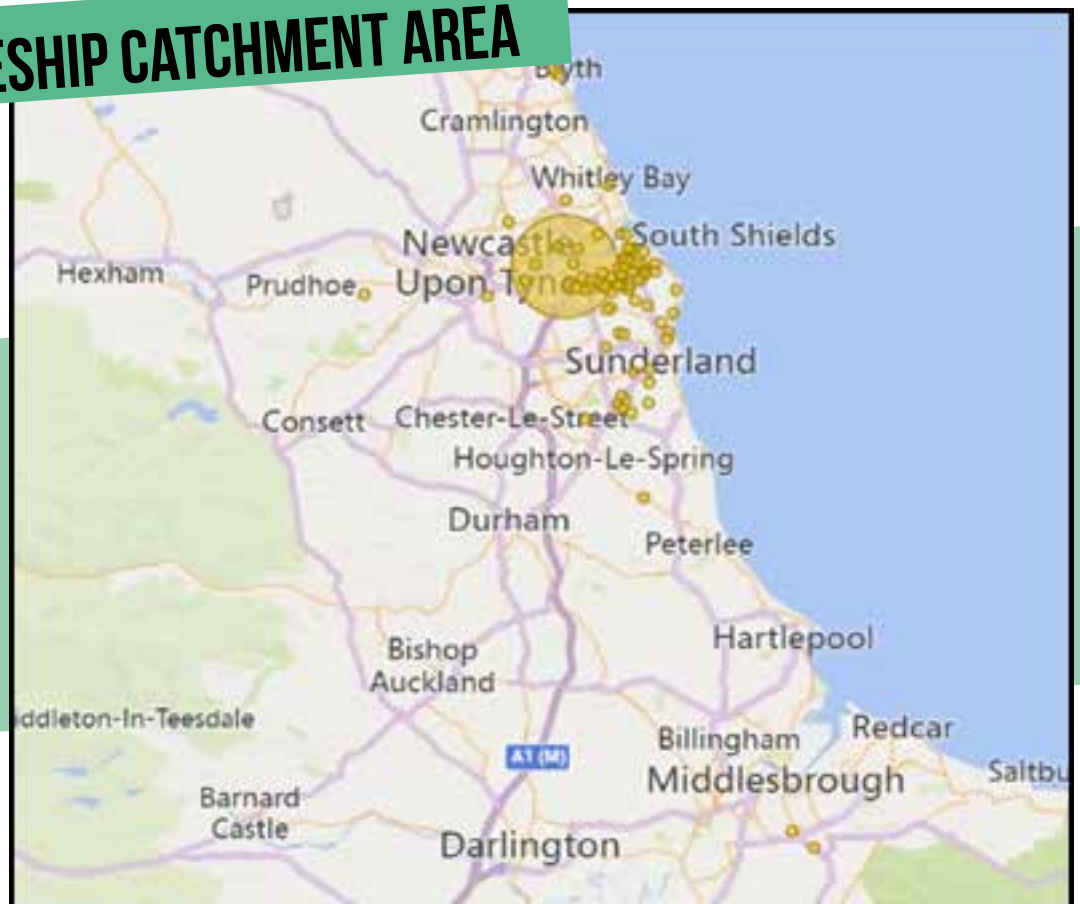 ESHIP CATCHMENT AREA
Blyth
Cramlington
Whitley Bay
Newcastle
Upon Tyne
South Shields
Hexham
Prudhoe
Sunderland
Consett
Chester-Le-Street
Houghton-Le-Spring
Durham
Peterlee
Hartlepool
Bishop
Auckland
iddleton-In-Teesdale
Redcar
Billingham
A1 (M)
Middlesbrough
Saltbu
Barnard
Castle
Darlington